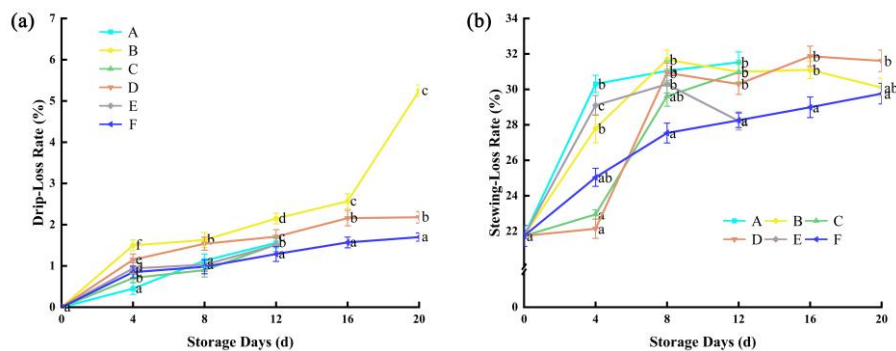 (a)
7
6
5
4
3
2
1
0
Drip-Loss Rate (%)
A
B
C
D
E
F
f
e
b
a
b
a
d
c
b
a
c
b
a
c
b
a
a
0 4 8 12 16 20
Storage Days (d)
(b)
34
32
30
28
26
24
22
0
Stewing-Loss Rate (%)
b
c
b
ab
a
a
b
b
b
b
ab
a
b
b
b
a
b
b
a
b
ab
a
a
A B C
D E F
0 4 8 12 16 20
Storage Days (d)